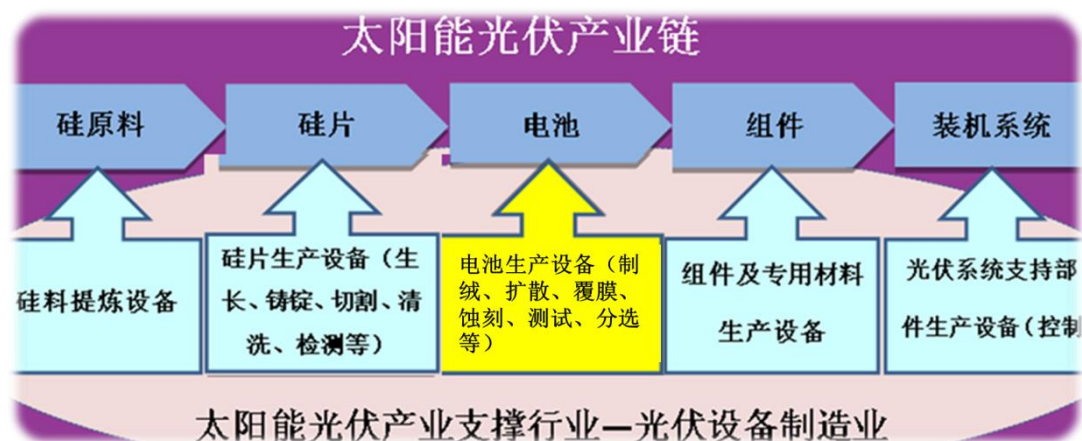 太阳能光伏产业链
硅原料
硅片
电池
组件
装机系统
硅料提炼设备
硅片生产设备（生
长、铸锭、切割、清
洗、检测等）
电池生产设备（制
绒、扩散、覆膜、
蚀刻、测试、分选
等）
组件及专用材料
生产设备
光伏系统支持部
件生产设备（控制
太阳能光伏产业支撑行业—光伏设备制造业